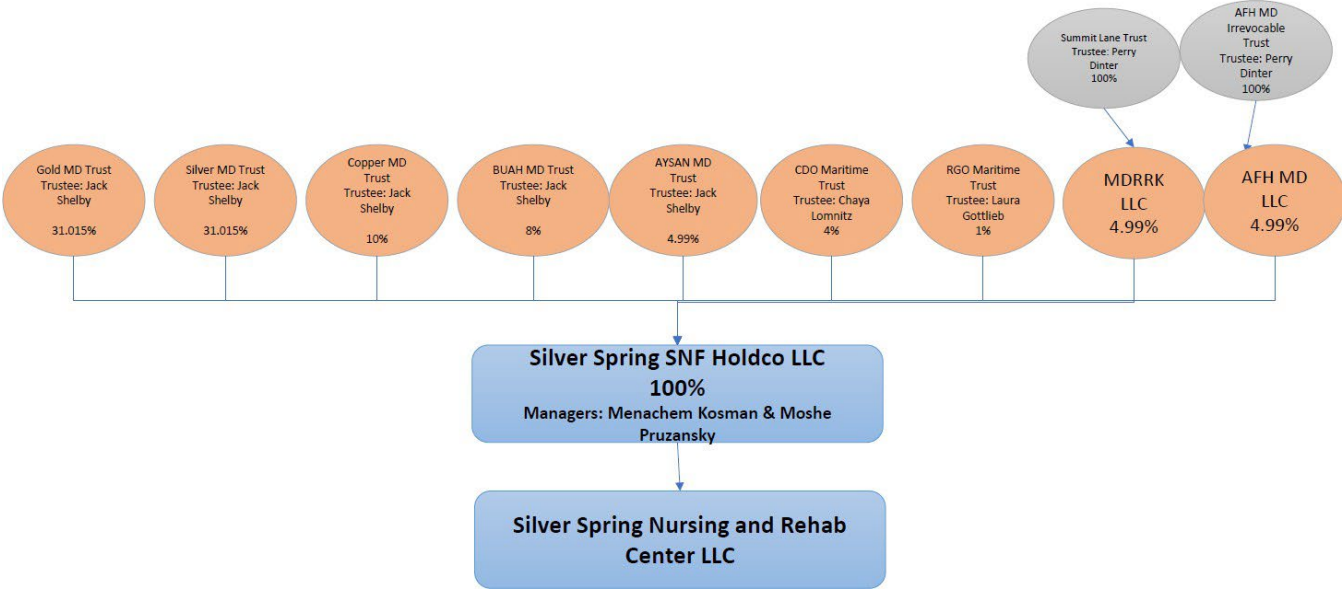 Summit Lane Trust
Trustee: Perry
Dinter
100%
AFH MD
Irrevocable
Trust
Trustee: Perry
Dinter
100%
Gold MD Trust
Trustee: Jack
Shelby
31.015%
Silver MD Trust
Trustee: Jack
Shelby
31.015%
Copper MD
Trust
Trustee: Jack
Shelby
10%
BUAH MD Trust
Trustee: Jack
Shelby
8%
AYSAN MD
Trust
Trustee: Jack
Shelby
4.99%
CDO Maritime
Trust
Trustee: Chaya
Lomnitz
4%
RGO Maritime
Trust
Trustee: Laura
Gottlieb
1%
MDRRK
LLC
4.99%
AFH MD
LLC
4.99%
Silver Spring SNF Holdco LLC
100%
Managers: Menachem Kosman & Moshe
Pruzansky
Silver Spring Nursing and Rehab
Center LLC